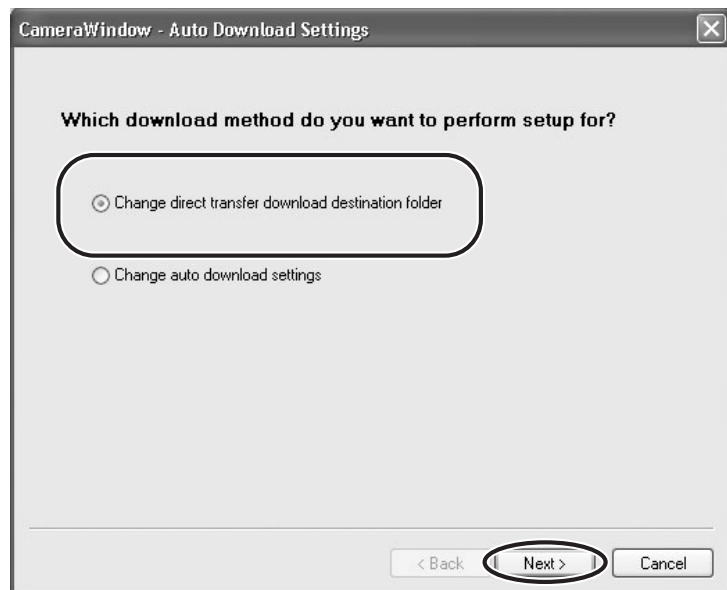 CameraWindow - Auto Download Settings
Which download method do you want to perform setup for?
Change direct transfer download destination folder
Change auto download settings
< Back Next > Cancel